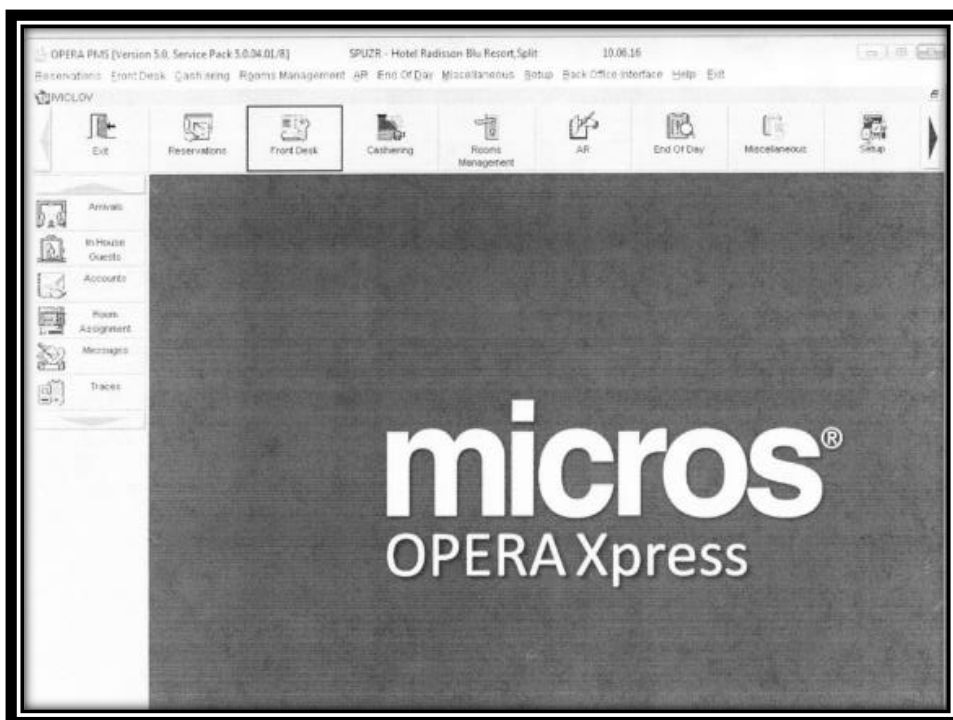 OPERA PMS [Version 5.0, Service Pack 5.0.04.01/8] SPUZR - Hotel Radisson Blu Resort,Split 10.06.16
Reservations Front Desk Cashiering Rooms Management AR End Of Day Miscellaneous Setup Back Office Interface Help Exit
Exit
Reservations
Front Desk
Cashiering
Rooms
Management
AR
End Of Day
Miscellaneous
Setup
Arrivals
In House
Guests
Accounts
Room
Assignment
Messages
Traces
micros®
OPERA Xpress